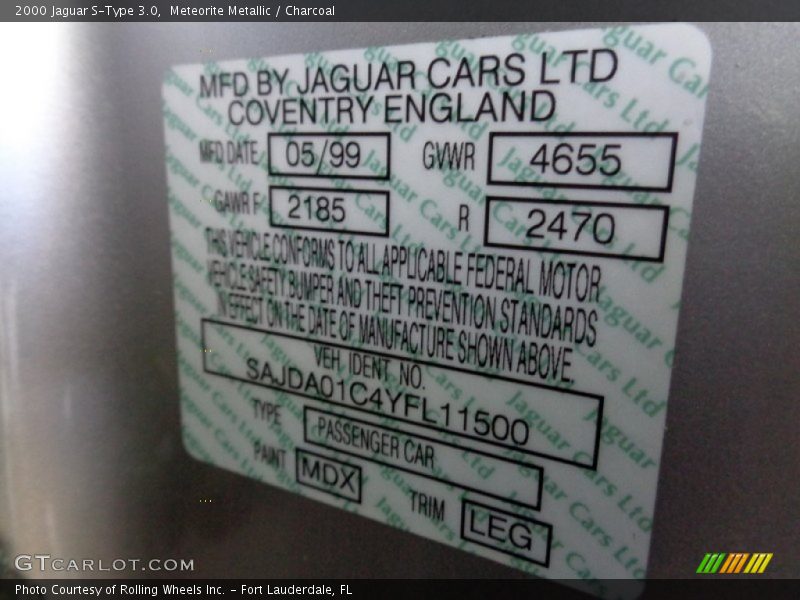 2000 Jaguar S-Type 3.0, Meteorite Metallic / Charcoal
MFD BY JAGUAR CARS LTD
COVENTRY ENGLAND
MFD DATE 05/99 GVWR 4655
GAWR F 2185 R 2470
THIS VEHICLE CONFORMS TO ALL APPLICABLE FEDERAL MOTOR
VEHICLE SAFETY BUMPER AND THEFT PREVENTION STANDARDS
IN EFFECT ON THE DATE OF MANUFACTURE SHOWN ABOVE.
VEH. IDENT. NO.
SAJDA01C4YFL11500
TYPE PASSENGER CAR
PAINT MDX TRIM LEG
GTCARLOT.COM
Photo Courtesy of Rolling Wheels Inc. - Fort Lauderdale, FL